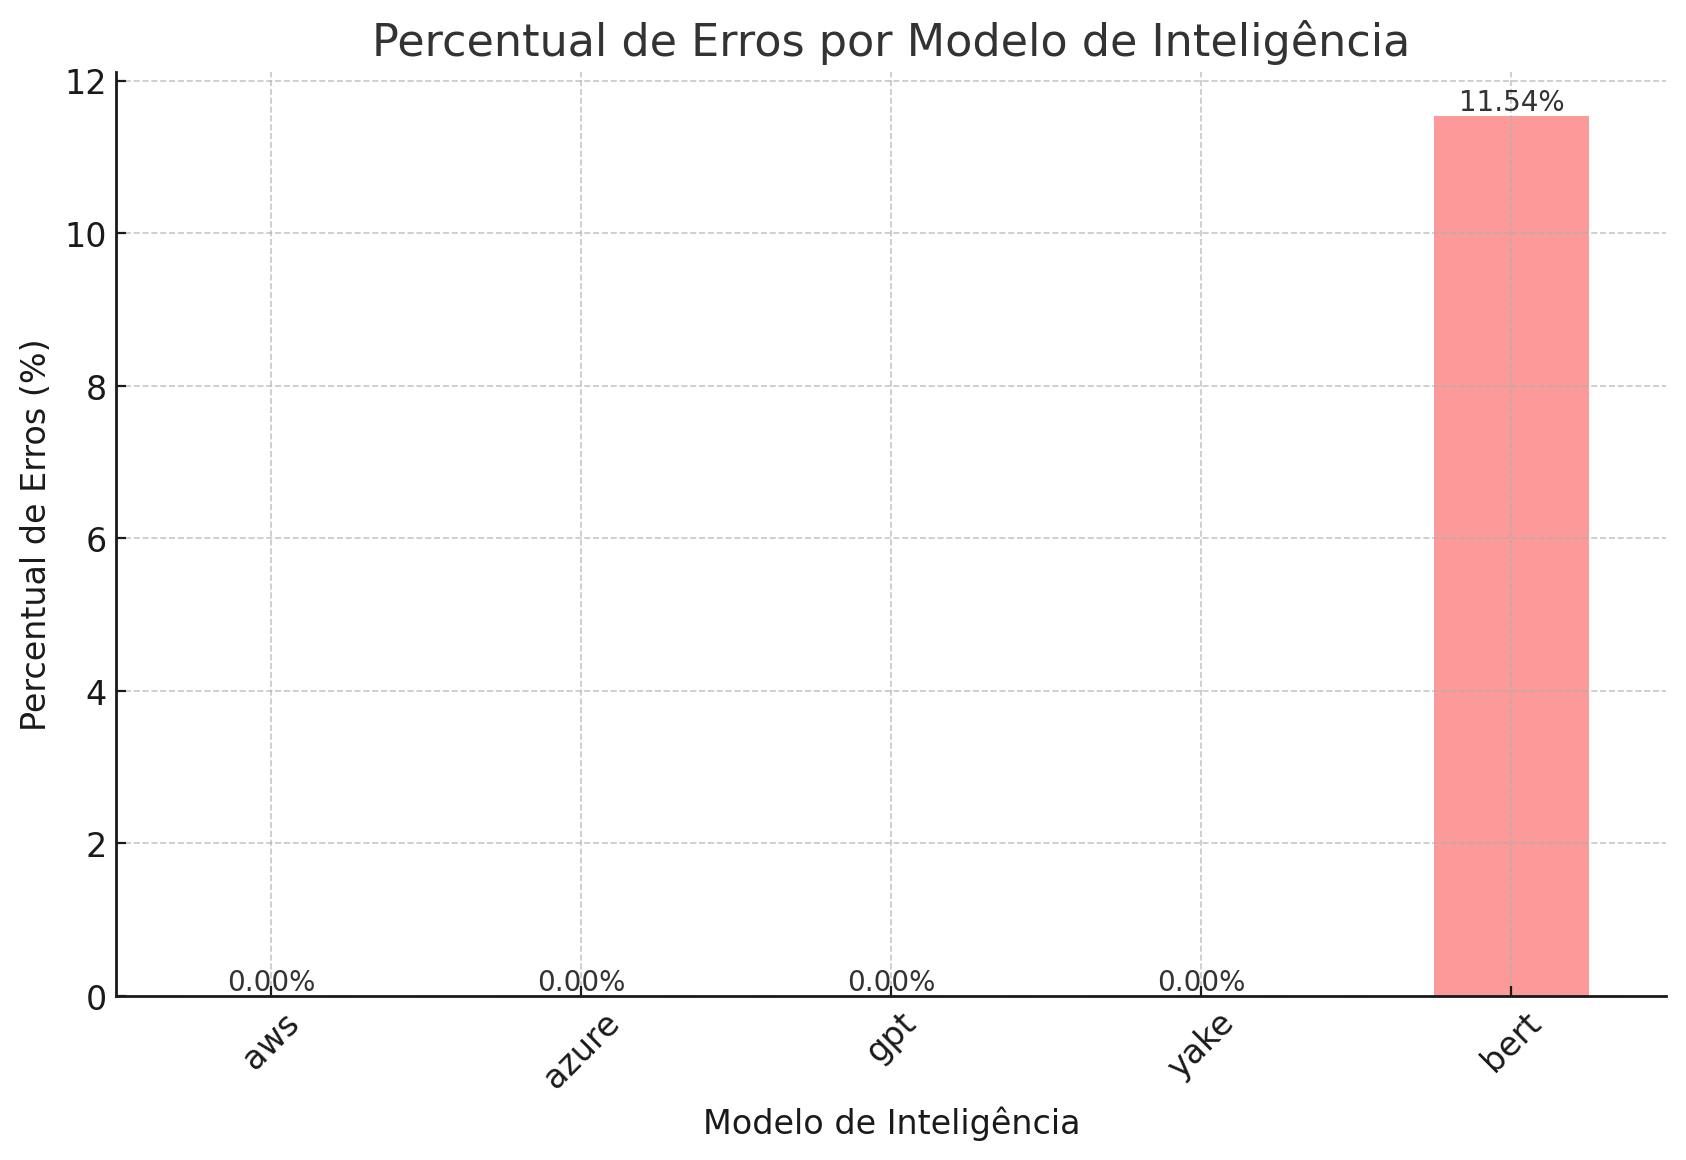 Percentual de Erros por Modelo de Inteligência
Percentual de Erros (%)
12
10
8
6
4
2
0
11.54%
0.00%
0.00%
0.00%
0.00%
aws
azure
gpt
yake
bert
Modelo de Inteligência